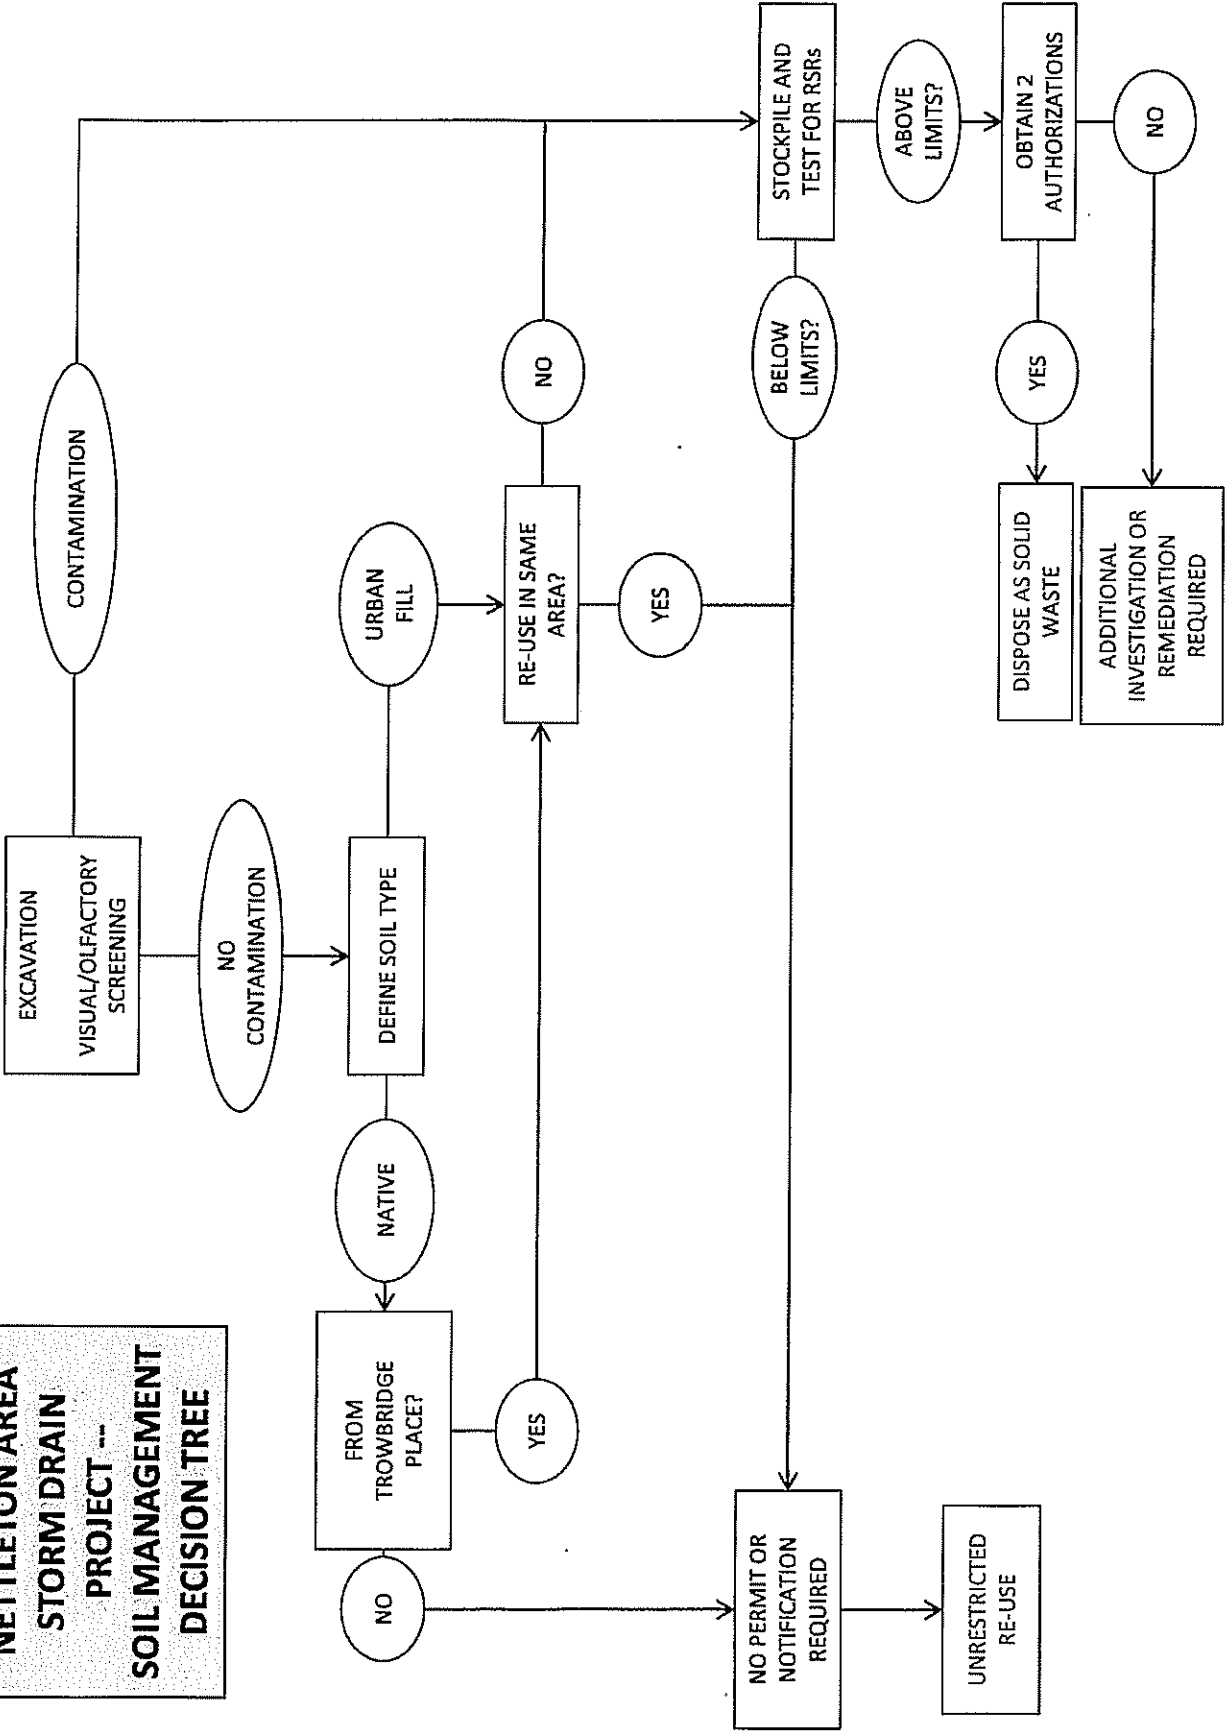 NETTLETON AREA
STORM DRAIN
PROJECT --
SOIL MANAGEMENT
DECISION TREE
EXCAVATION
VISUAL/OLFACTORY
SCREENING
CONTAMINATION
NO
CONTAMINATION
DEFINE SOIL TYPE
NATIVE
URBAN
FILL
FROM
TROWBRIDGE
PLACE?
NO
YES
RE-USE IN SAME
AREA?
NO
YES
STOCKPILE AND
TEST FOR RSRs
BELOW
LIMITS?
ABOVE
LIMITS?
NO PERMIT OR
NOTIFICATION
REQUIRED
UNRESTRICTED
RE-USE
OBTAIN 2
AUTHORIZATIONS
YES
NO
DISPOSE AS SOLID
WASTE
ADDITIONAL
INVESTIGATION OR
REMEDIATION
REQUIRED